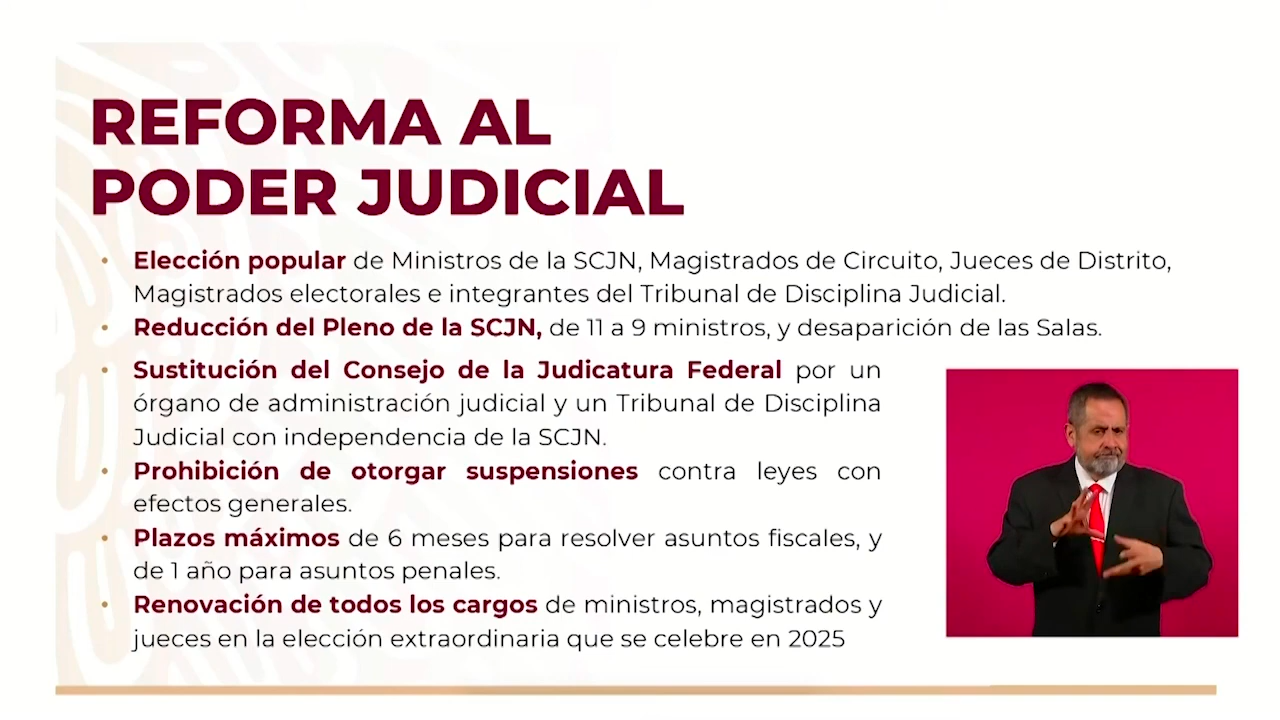 REFORMA AL
PODER JUDICIAL
• Elección popular de Ministros de la SCJN, Magistrados de Circuito, Jueces de Distrito,
Magistrados electorales e integrantes del Tribunal de Disciplina Judicial.
• Reducción del Pleno de la SCJN, de 11 a 9 ministros, y desaparición de las Salas.
• Sustitución del Consejo de la Judicatura Federal por un
órgano de administración judicial y un Tribunal de Disciplina
Judicial con independencia de la SCJN.
• Prohibición de otorgar suspensiones contra leyes con
efectos generales.
• Plazos máximos de 6 meses para resolver asuntos fiscales, y
de 1 año para asuntos penales.
• Renovación de todos los cargos de ministros, magistrados y
jueces en la elección extraordinaria que se celebre en 2025